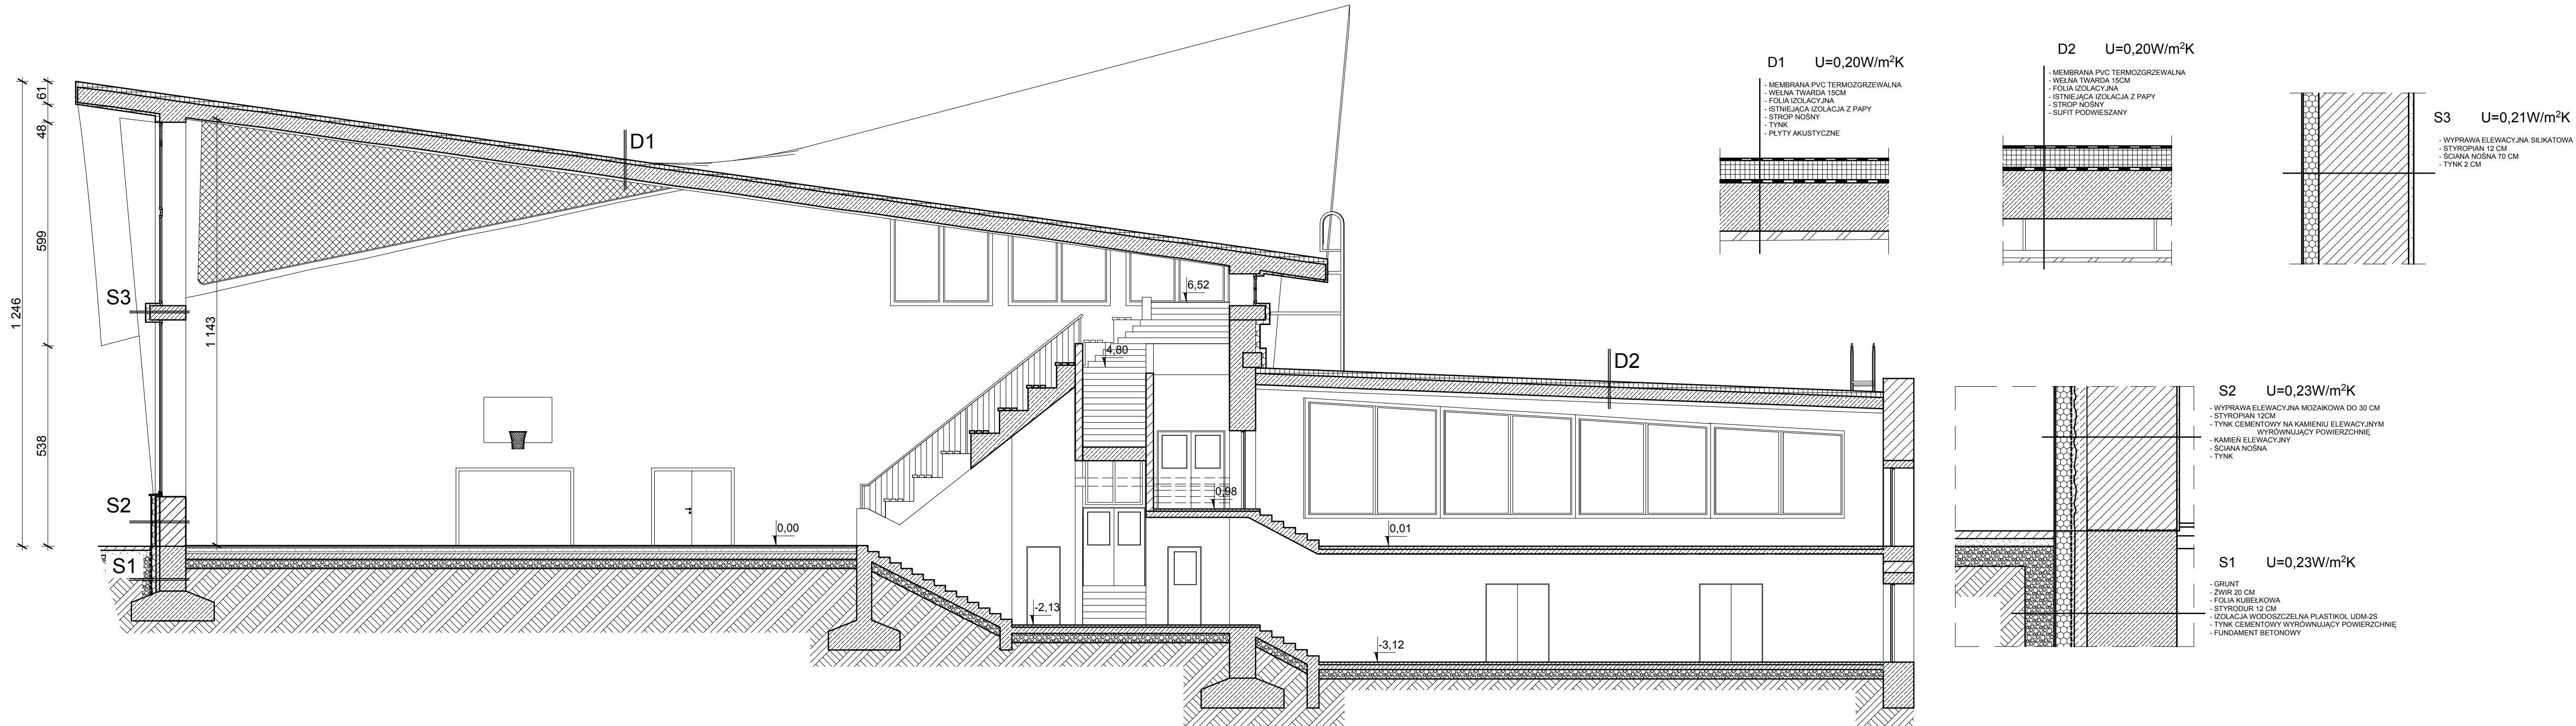 1 246
61
48
599
538
S3
S2
S1
1 143
D1
6,52
4,80
0,98
0,00
-2,13
0,01
-3,12
D2
D1 U=0,20W/m²K
- MEMBRANA PVC TERMOZGRZEWALNA
- WEŁNA TWARDA 15CM
- FOLIA IZOLACYJNA
- ISTNIEJĄCA IZOLACJA Z PAPY
- STROP NOŚNY
- TYNK
- PŁYTY AKUSTYCZNE
D2 U=0,20W/m²K
- MEMBRANA PVC TERMOZGRZEWALNA
- WEŁNA TWARDA 15CM
- FOLIA IZOLACYJNA
- ISTNIEJĄCA IZOLACJA Z PAPY
- STROP NOŚNY
- SUFIT PODWIESZANY
S3 U=0,21W/m²K
- WYPRAWA ELEWACYJNA SILIKATOWA
- STYROPIAN 12 CM
- ŚCIANA NOŚNA 70 CM
- TYNK 2 CM
S2 U=0,23W/m²K
- WYPRAWA ELEWACYJNA MOZAIKOWA DO 30 CM
- STYROPIAN 12CM
- TYNK CEMENTOWY NA KAMIENIU ELEWACYJNYM
WYRÓWNUJĄCY POWIERZCHNIĘ
- KAMIEŃ ELEWACYJNY
- ŚCIANA NOŚNA
- TYNK
S1 U=0,23W/m²K
- GRUNT
- ŻWIR 20 CM
- FOLIA KUBEŁKOWA
- STYRODUR 12 CM
- IZOLACJA WODOSZCZELNA PLASTIKOL UDM-2S
- TYNK CEMENTOWY WYRÓWNUJĄCY POWIERZCHNIĘ
- FUNDAMENT BETONOWY